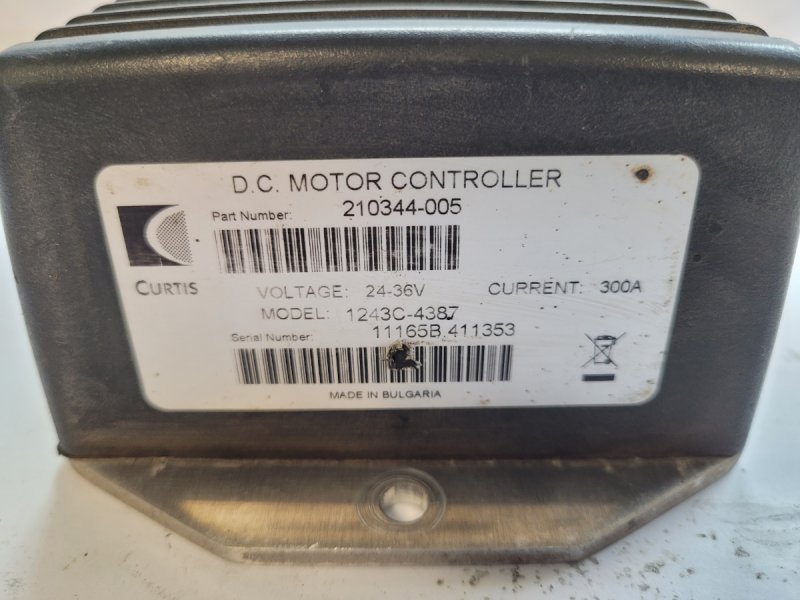 D.C. MOTOR CONTROLLER
Part Number: 210344-005
CURTIS
VOLTAGE: 24-36V CURRENT: 300A
MODEL: 1243C-4387
Serial Number: 11165B.411353
MADE IN BULGARIA